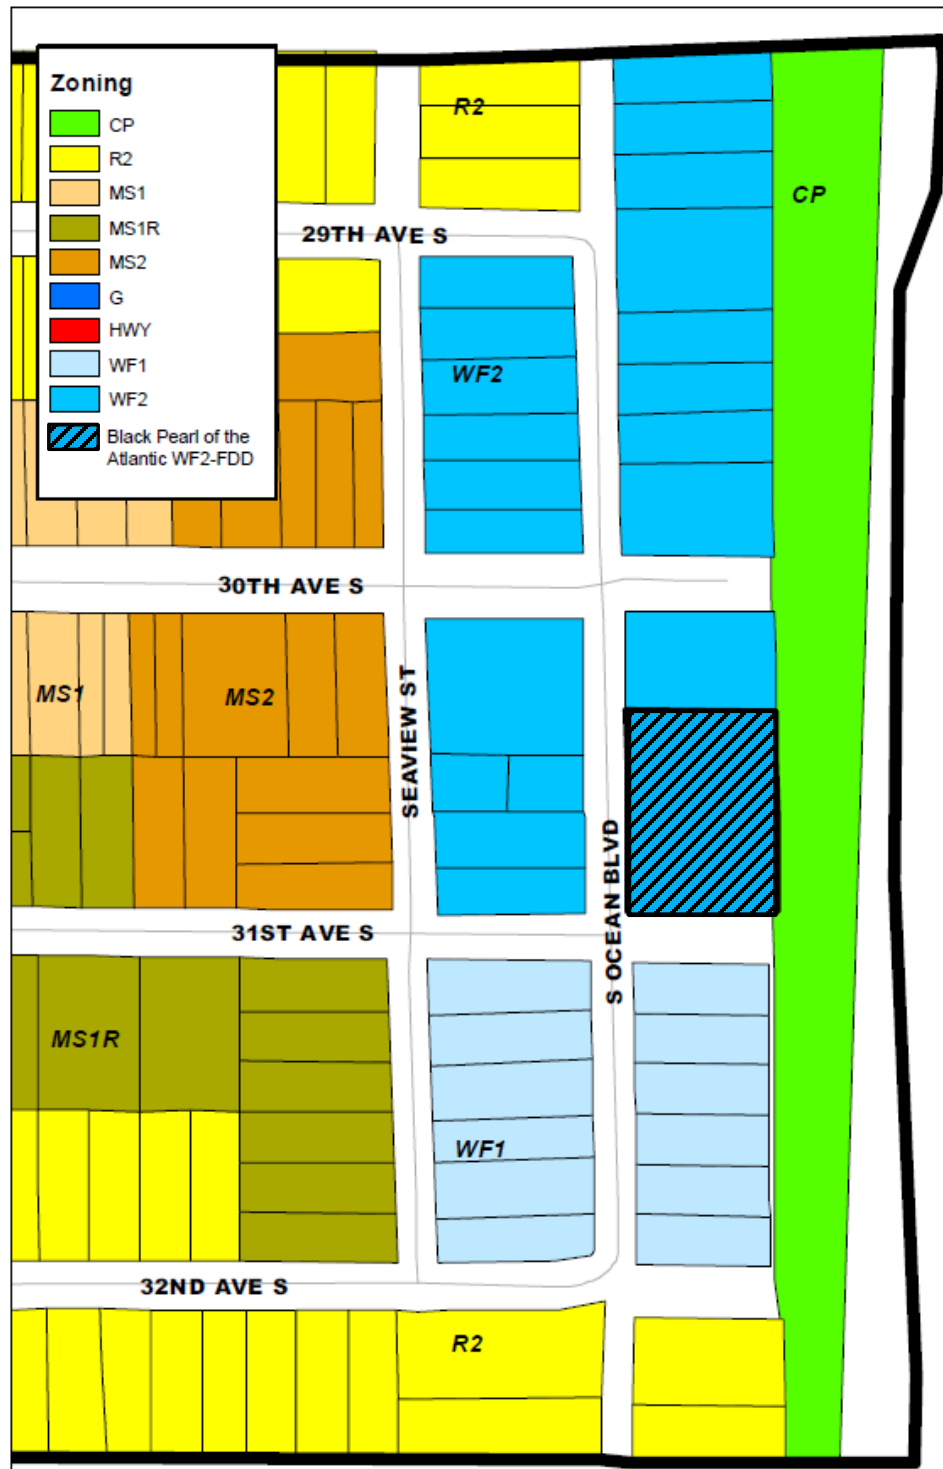 Zoning
CP
R2
MS1
MS1R
MS2
G
HWY
WF1
WF2
Black Pearl of the
Atlantic WF2-FDD
R2
CP
29TH AVE S
WF2
30TH AVE S
MS1
MS2
SEAVIEW ST
S OCEAN BLVD
31ST AVE S
MS1R
WF1
32ND AVE S
R2